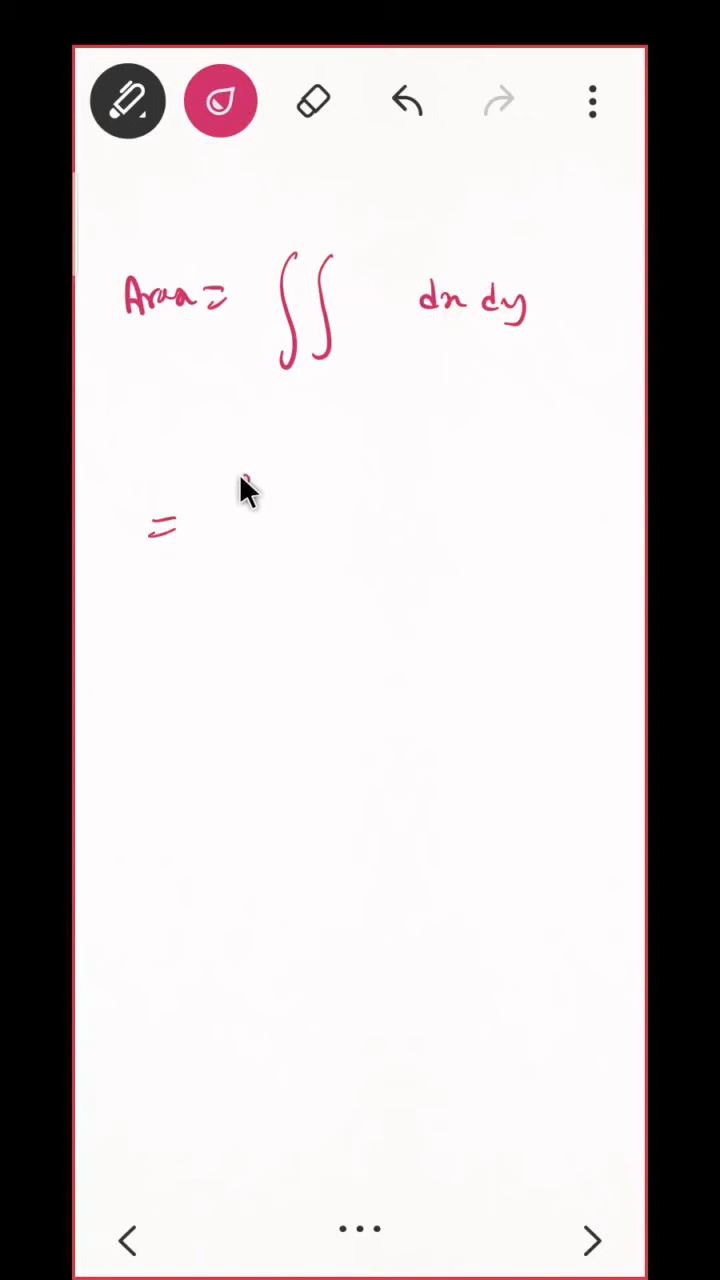 Area = ∫∫ dx dy
=